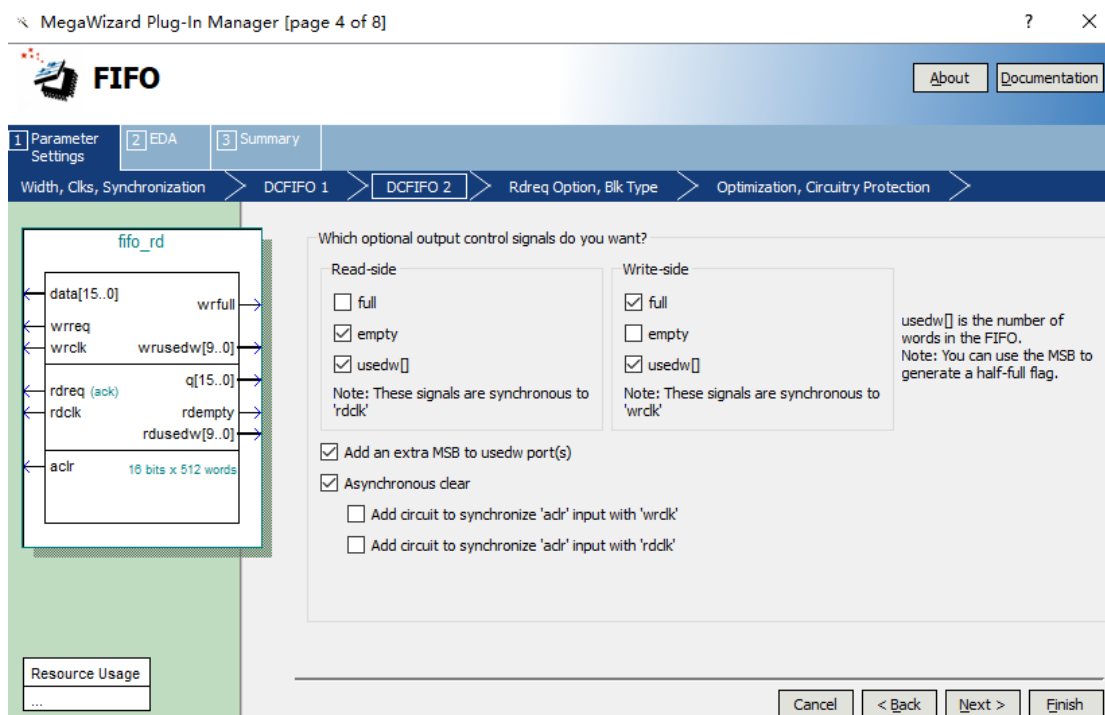 MegaWizard Plug-In Manager [page 4 of 8]
?
FIFO
About
Documentation
1 Parameter Settings
2 EDA
3 Summary
Width, Clks, Synchronization
DCFIFO 1
DCFIFO 2
Rdreq Option, Blk Type
Optimization, Circuitry Protection
fifo_rd
data[15..0]
wrfull
wrreq
wrclk
wrusedw[9..0]
q[15..0]
rdreq (ack)
rdclk
rdempty
rdusedw[9..0]
aclr
16 bits x 512 words
Resource Usage
...
Which optional output control signals do you want?
Read-side
full
empty
usedw[]
Note: These signals are synchronous to
'rdclk'
Write-side
full
empty
usedw[]
Note: These signals are synchronous to
'wrclk'
usedw[] is the number of
words in the FIFO.
Note: You can use the MSB to
generate a half-full flag.
Add an extra MSB to usedw port(s)
Asynchronous clear
Add circuit to synchronize 'aclr' input with 'wrclk'
Add circuit to synchronize 'aclr' input with 'rdclk'
Cancel
< Back
Next >
Finish